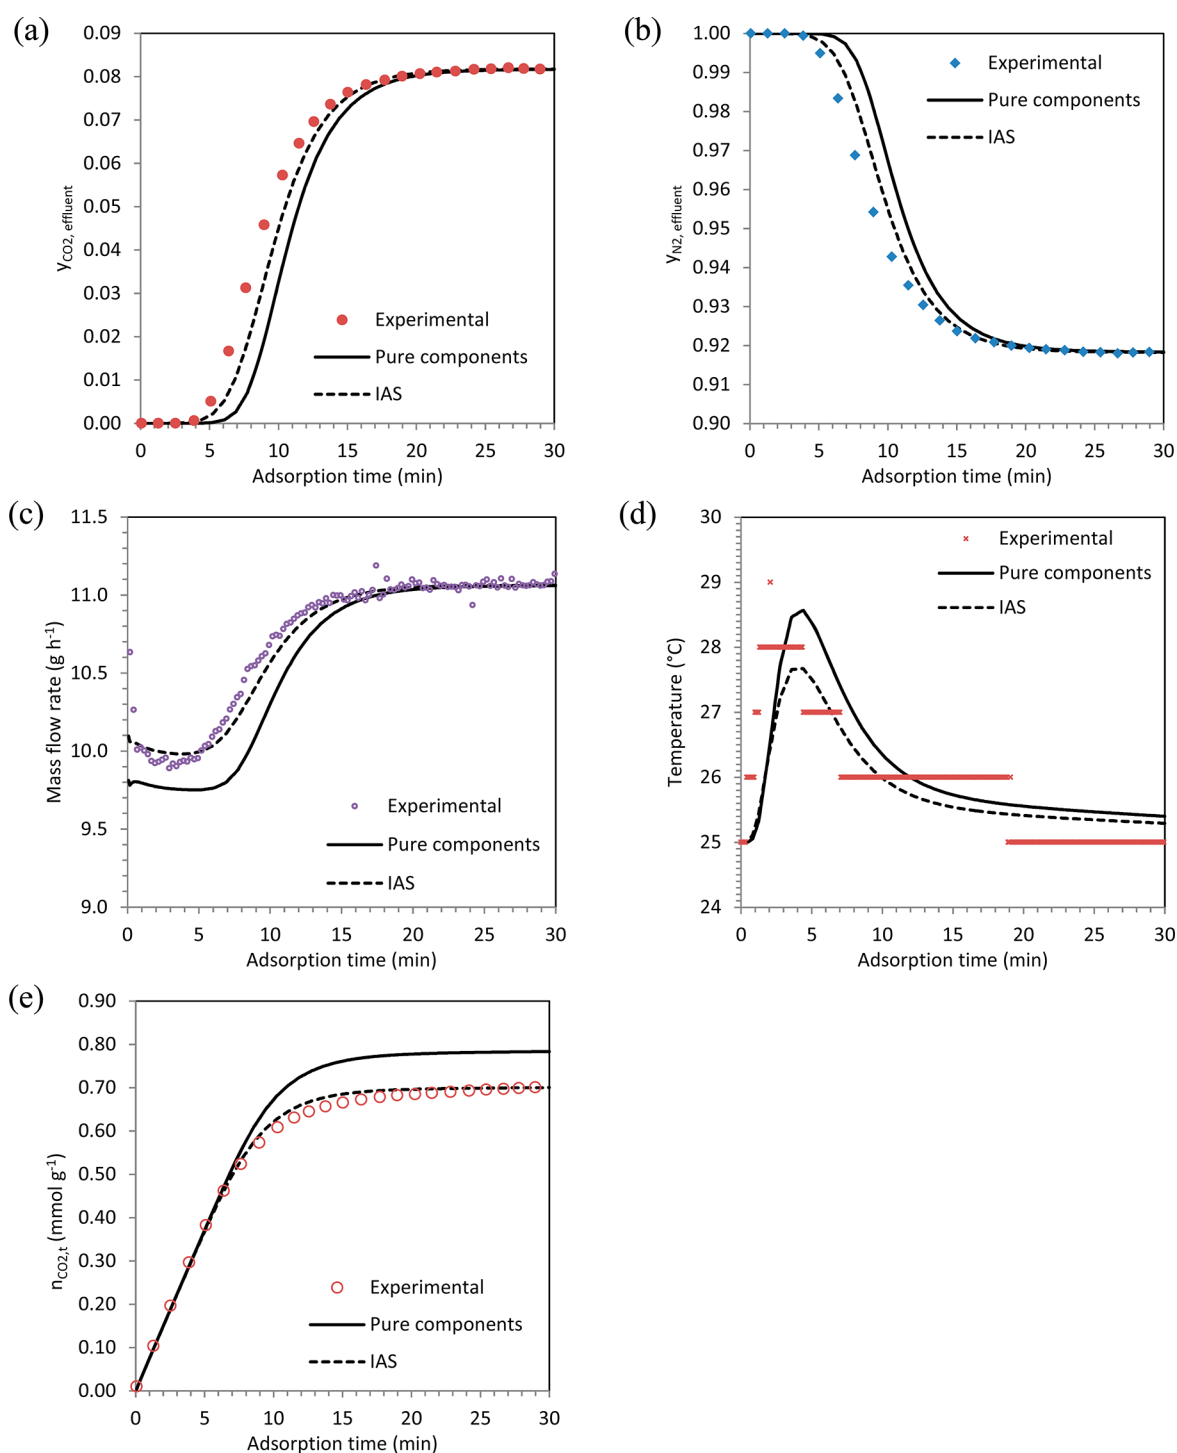 (a)
0.09
0.08
0.07
0.06
0.05
0.04
0.03
0.02
0.01
0.00
yCO2, effluent
Experimental
Pure components
IAS
0 5 10 15 20 25 30
Adsorption time (min)
(b)
1.00
0.99
0.98
0.97
0.96
0.95
0.94
0.93
0.92
0.91
0.90
yN2, effluent
Experimental
Pure components
IAS
0 5 10 15 20 25 30
Adsorption time (min)
(c)
11.5
11.0
10.5
10.0
9.5
9.0
Mass flow rate (g h-1)
Experimental
Pure components
IAS
0 5 10 15 20 25 30
Adsorption time (min)
(d)
30
29
28
27
26
25
24
Temperature (°C)
Experimental
Pure components
IAS
0 5 10 15 20 25 30
Adsorption time (min)
(e)
0.90
0.80
0.70
0.60
0.50
0.40
0.30
0.20
0.10
0.00
nCO2,t (mmol g-1)
Experimental
Pure components
IAS
0 5 10 15 20 25 30
Adsorption time (min)